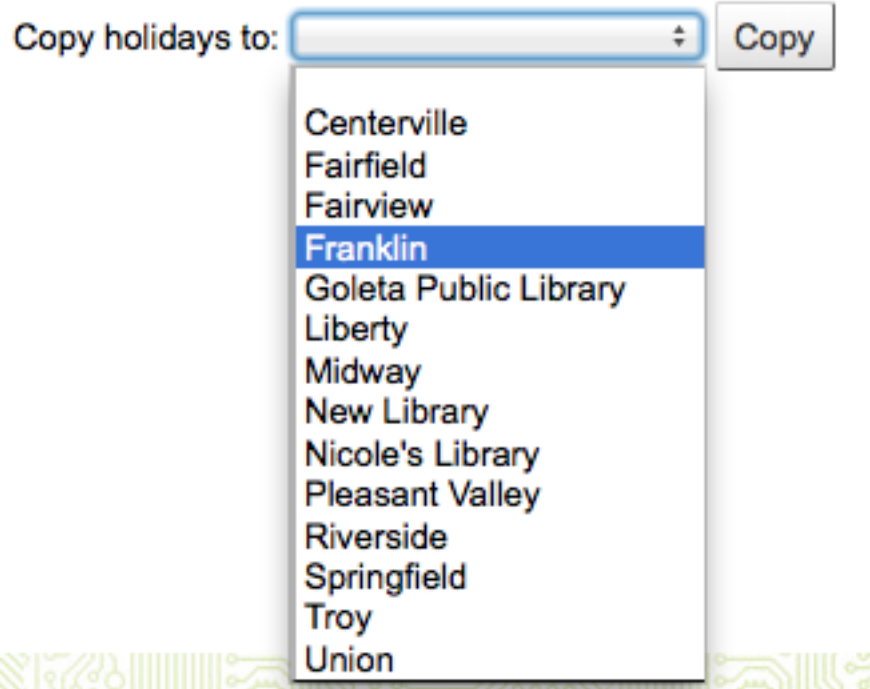 Copy holidays to: Copy
Centerville
Fairfield
Fairview
Franklin
Goleta Public Library
Liberty
Midway
New Library
Nicole's Library
Pleasant Valley
Riverside
Springfield
Troy
Union